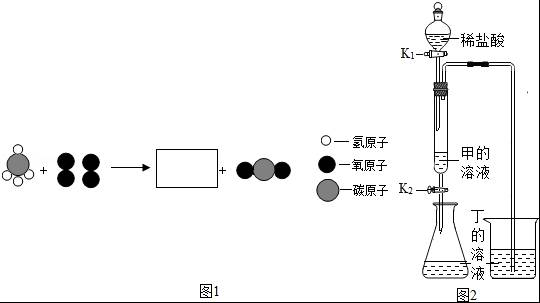 +
+
氢原子
氧原子
碳原子
图1
稀盐酸
K1
甲的
溶液
K2
丁的溶液
图2